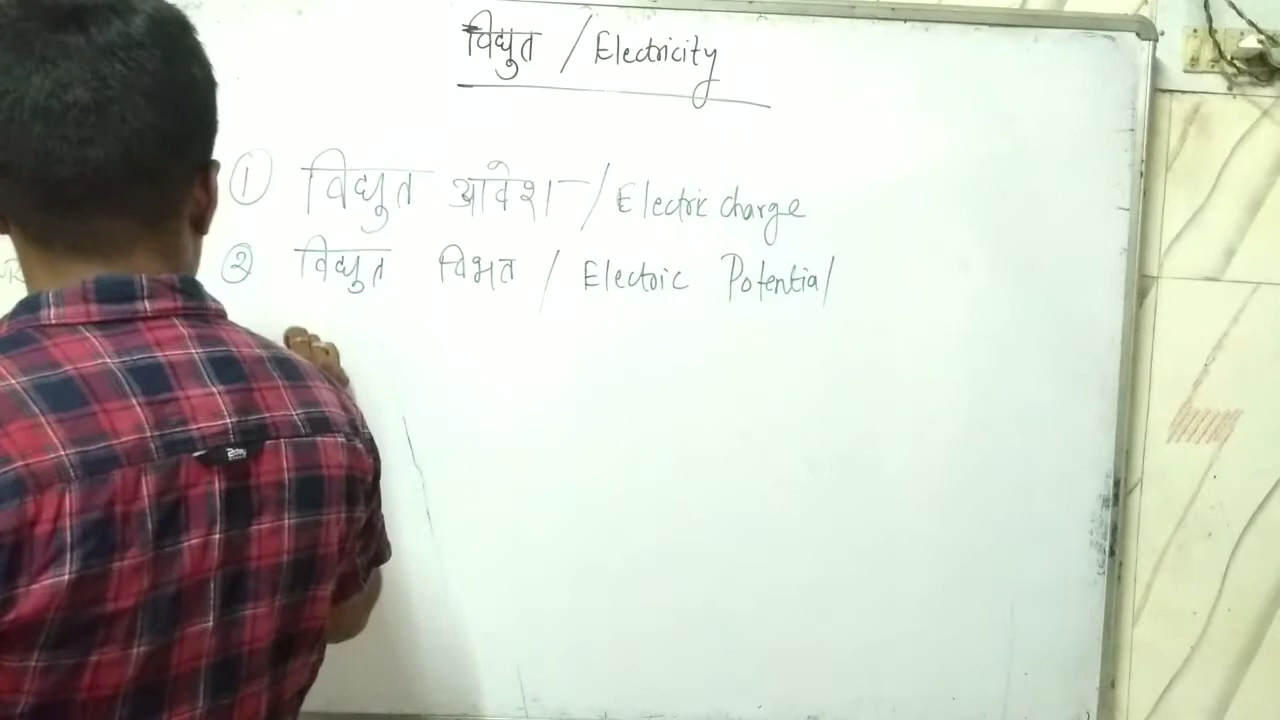 विद्युत / Electricity
① विद्युत आवेश / Electric charge
② विद्युत विभव / Electric Potential